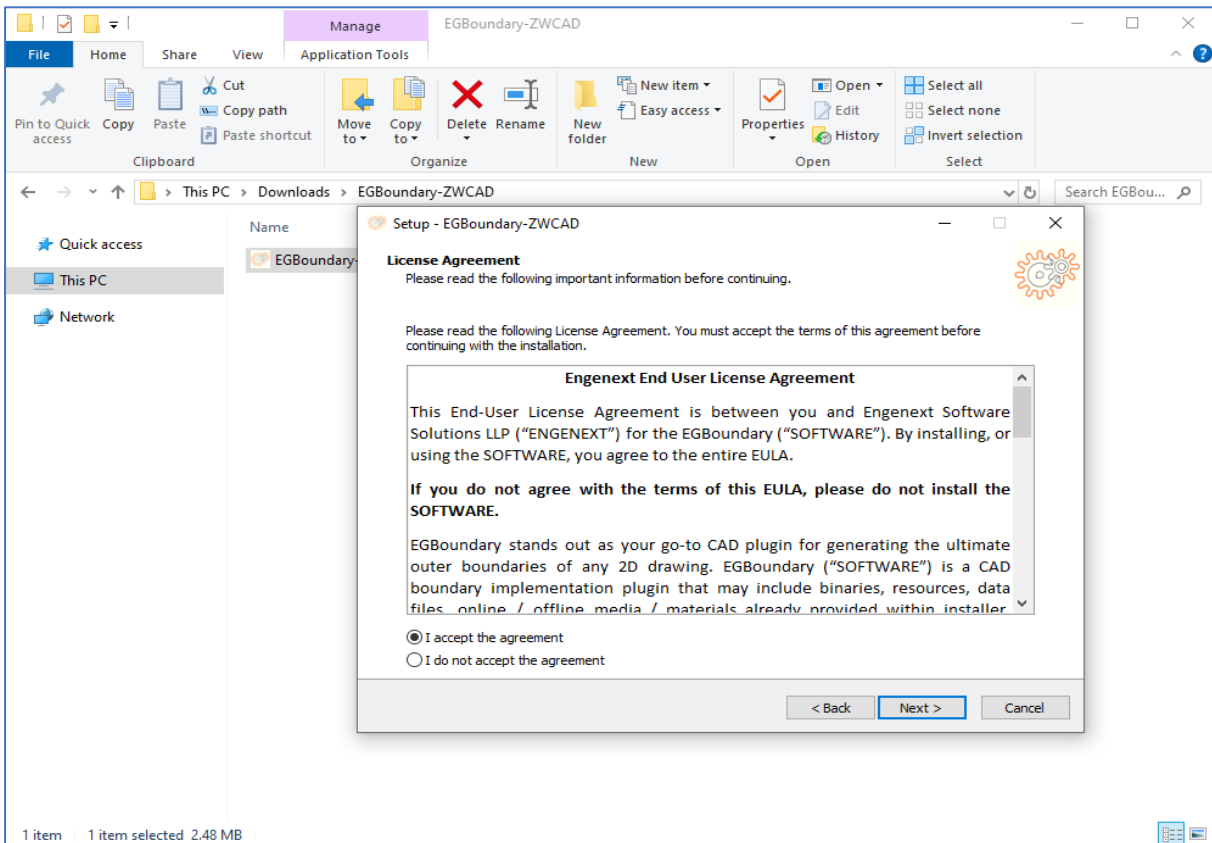 Manage
EGBoundary-ZWCAD
File Home Share View Application Tools
Pin to Quick access
Copy
Paste
Cut
Copy path
Paste shortcut
Clipboard
Move to
Copy to
Delete
Rename
Organize
New folder
New item
Easy access
New
Properties
Open
Edit
History
Open
Select all
Select none
Invert selection
Select
This PC > Downloads > EGBoundary-ZWCAD
Search EGBou...
Quick access
This PC
Network
Name
EGBoundary-
Setup - EGBoundary-ZWCAD
License Agreement
Please read the following important information before continuing.
Please read the following License Agreement. You must accept the terms of this agreement before
continuing with the installation.
Engenext End User License Agreement
This End-User License Agreement is between you and Engenext Software
Solutions LLP (“ENGENEXT”) for the EGBoundary (“SOFTWARE”). By installing, or
using the SOFTWARE, you agree to the entire EULA.
If you do not agree with the terms of this EULA, please do not install the
SOFTWARE.
EGBoundary stands out as your go-to CAD plugin for generating the ultimate
outer boundaries of any 2D drawing. EGBoundary (“SOFTWARE”) is a CAD
boundary implementation plugin that may include binaries, resources, data
files, online / offline media / materials already provided within installer
I accept the agreement
I do not accept the agreement
< Back
Next >
Cancel
1 item 1 item selected 2.48 MB